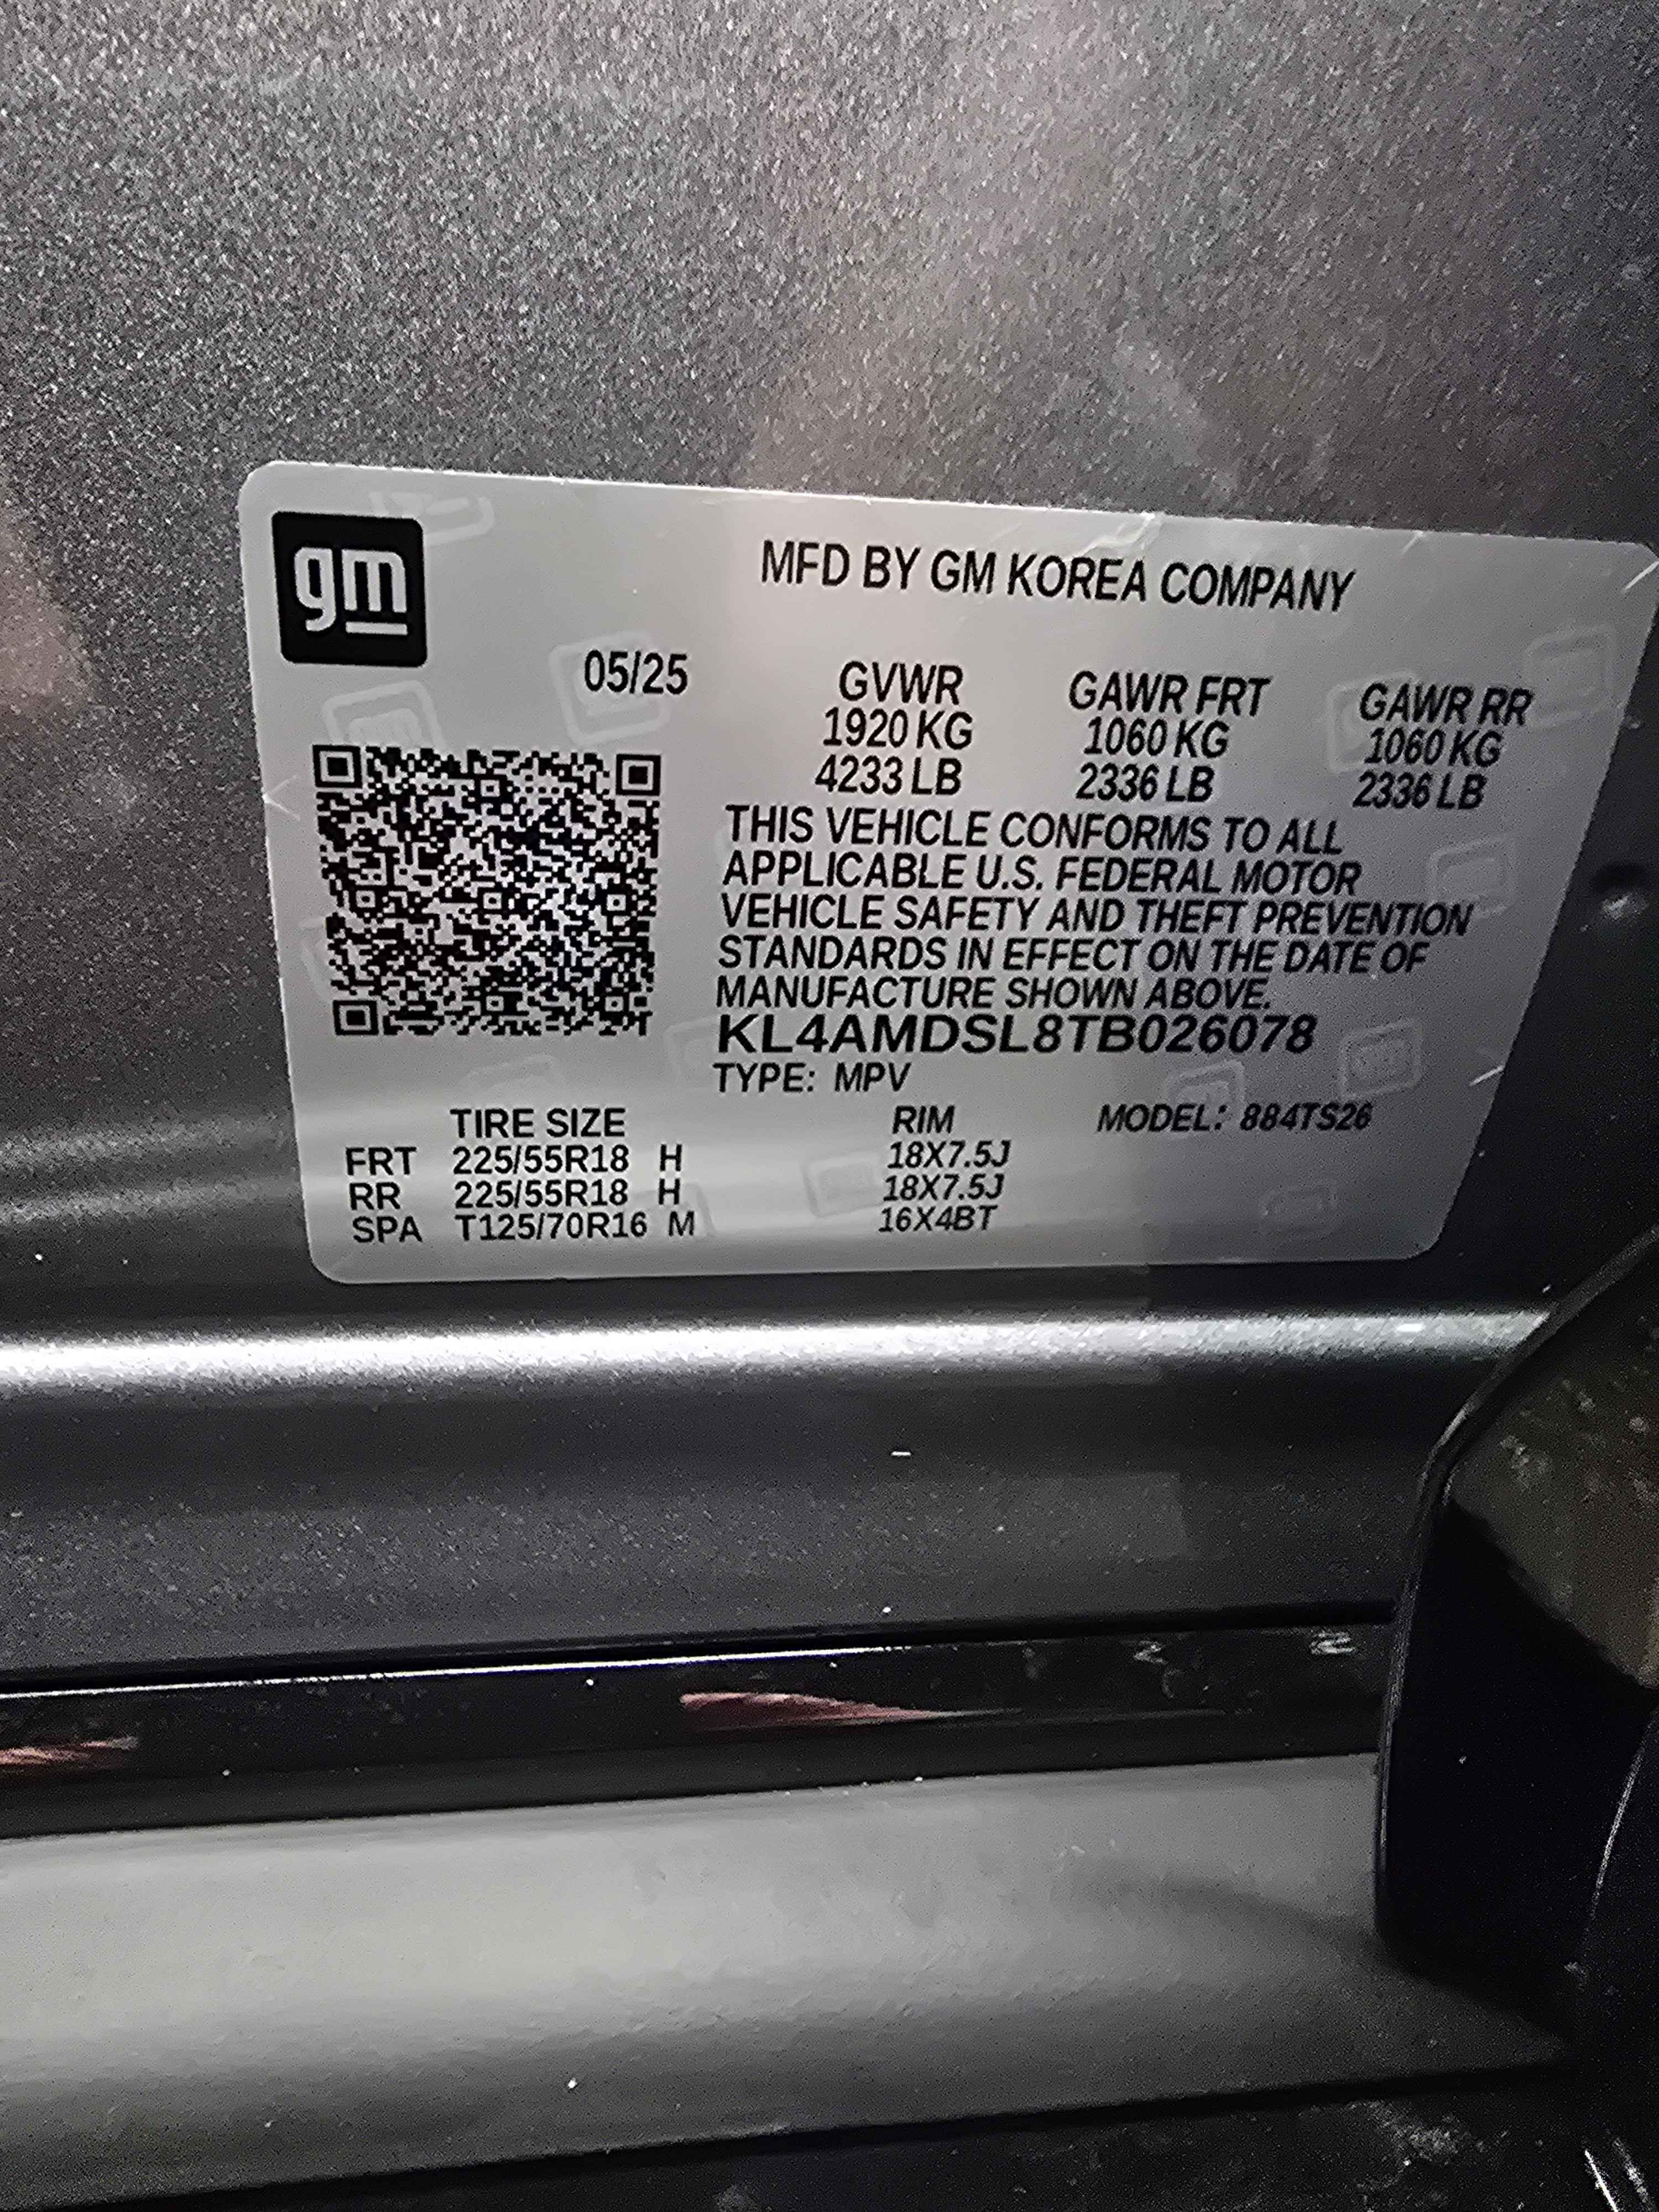 gm
MFD BY GM KOREA COMPANY
05/25
GVWR GAWR FRT GAWR RR
1920 KG 1060 KG 1060 KG
4233 LB 2336 LB 2336 LB
THIS VEHICLE CONFORMS TO ALL
APPLICABLE U.S. FEDERAL MOTOR
VEHICLE SAFETY AND THEFT PREVENTION
STANDARDS IN EFFECT ON THE DATE OF
MANUFACTURE SHOWN ABOVE.
KL4AMDSL8TB026078
TYPE: MPV
TIRE SIZE RIM MODEL: 884TS26
FRT 225/55R18 H 18X7.5J
RR 225/55R18 H 18X7.5J
SPA T125/70R16 M 16X4BT